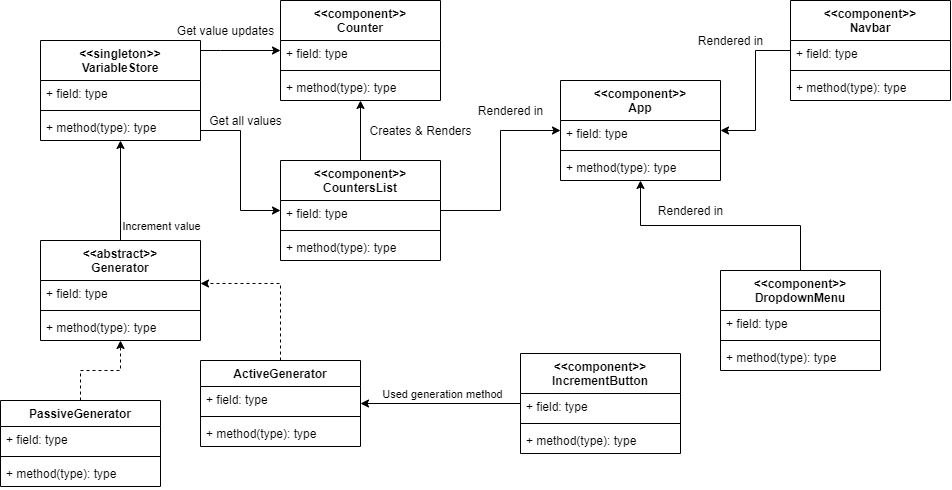 <<component>>
Counter
+ field: type
+ method(type): type
<<component>>
Navbar
+ field: type
+ method(type): type
Get value updates
Rendered in
<<singleton>>
VariableStore
+ field: type
+ method(type): type
<<component>>
App
+ field: type
+ method(type): type
Get all values
Creates & Renders
Rendered in
<<component>>
CountersList
+ field: type
+ method(type): type
Rendered in
Increment value
<<abstract>>
Generator
+ field: type
+ method(type): type
<<component>>
DropdownMenu
+ field: type
+ method(type): type
ActiveGenerator
+ field: type
+ method(type): type
Used generation method
<<component>>
IncrementButton
+ field: type
+ method(type): type
PassiveGenerator
+ field: type
+ method(type): type